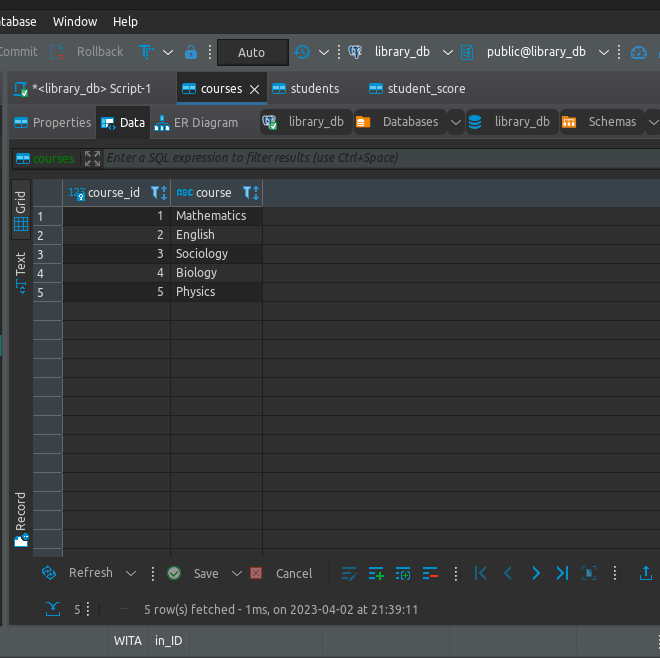 atabase Window Help
Commit Rollback Auto library_db public@library_db
*<library_db> Script-1 courses students student_score
Properties Data ER Diagram library_db Databases library_db Schemas
courses Enter a SQL expression to filter results (use Ctrl+Space)
Grid
Text
Record
123 course_id ABC course
1 1 Mathematics
2 2 English
3 3 Sociology
4 4 Biology
5 5 Physics
Refresh Save Cancel
5 5 row(s) fetched - 1ms, on 2023-04-02 at 21:39:11
WITA in_ID